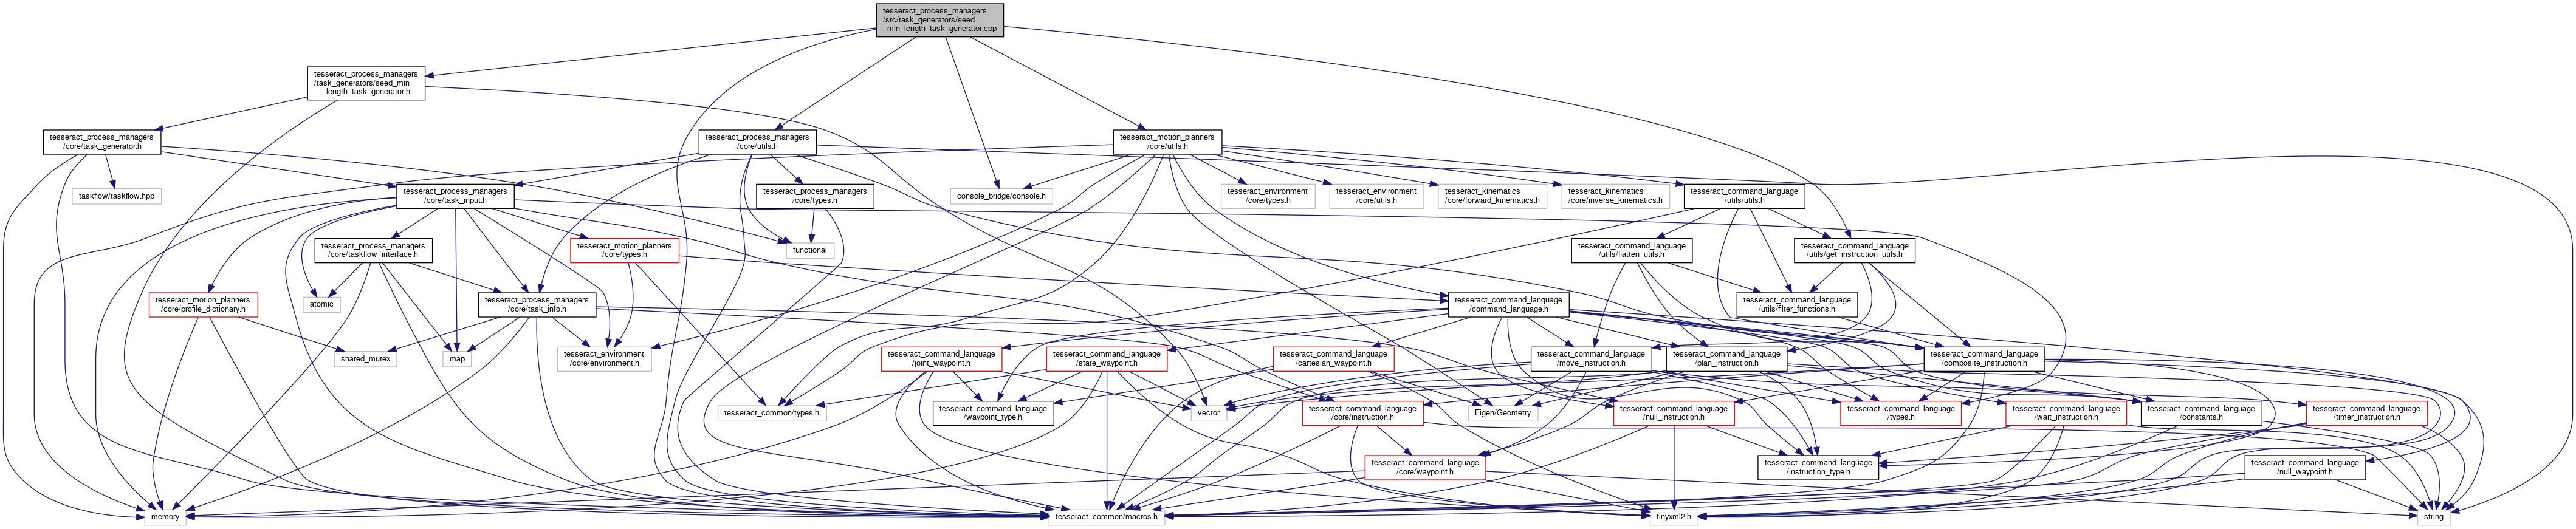 tesseract_process_managers
/src/task_generators/seed
_min_length_task_generator.cpp
tesseract_process_managers
/task_generators/seed_min
_length_task_generator.h
tesseract_process_managers
/core/task_generator.h
tesseract_process_managers
/core/utils.h
tesseract_motion_planners
/core/utils.h
taskflow/taskflow.hpp
tesseract_process_managers
/core/task_input.h
tesseract_process_managers
/core/types.h
console_bridge/console.h
tesseract_environment
/core/types.h
tesseract_environment
/core/utils.h
tesseract_kinematics
/core/forward_kinematics.h
tesseract_kinematics
/core/inverse_kinematics.h
tesseract_command_language
/utils/utils.h
tesseract_process_managers
/core/taskflow_interface.h
tesseract_motion_planners
/core/types.h
functional
tesseract_command_language
/utils/flatten_utils.h
tesseract_command_language
/utils/get_instruction_utils.h
tesseract_motion_planners
/core/profile_dictionary.h
atomic
tesseract_process_managers
/core/task_info.h
tesseract_command_language
/command_language.h
tesseract_command_language
/utils/filter_functions.h
shared_mutex
map
tesseract_environment
/core/environment.h
tesseract_command_language
/joint_waypoint.h
tesseract_command_language
/state_waypoint.h
tesseract_command_language
/cartesian_waypoint.h
tesseract_command_language
/move_instruction.h
tesseract_command_language
/plan_instruction.h
tesseract_command_language
/composite_instruction.h
tesseract_common/types.h
tesseract_command_language
/waypoint_type.h
vector
tesseract_command_language
/core/instruction.h
Eigen/Geometry
tesseract_command_language
/null_instruction.h
tesseract_command_language
/types.h
tesseract_command_language
/wait_instruction.h
tesseract_command_language
/constants.h
tesseract_command_language
/timer_instruction.h
tesseract_command_language
/core/waypoint.h
tesseract_command_language
/instruction_type.h
tesseract_command_language
/null_waypoint.h
memory
tesseract_common/macros.h
tinyxml2.h
string